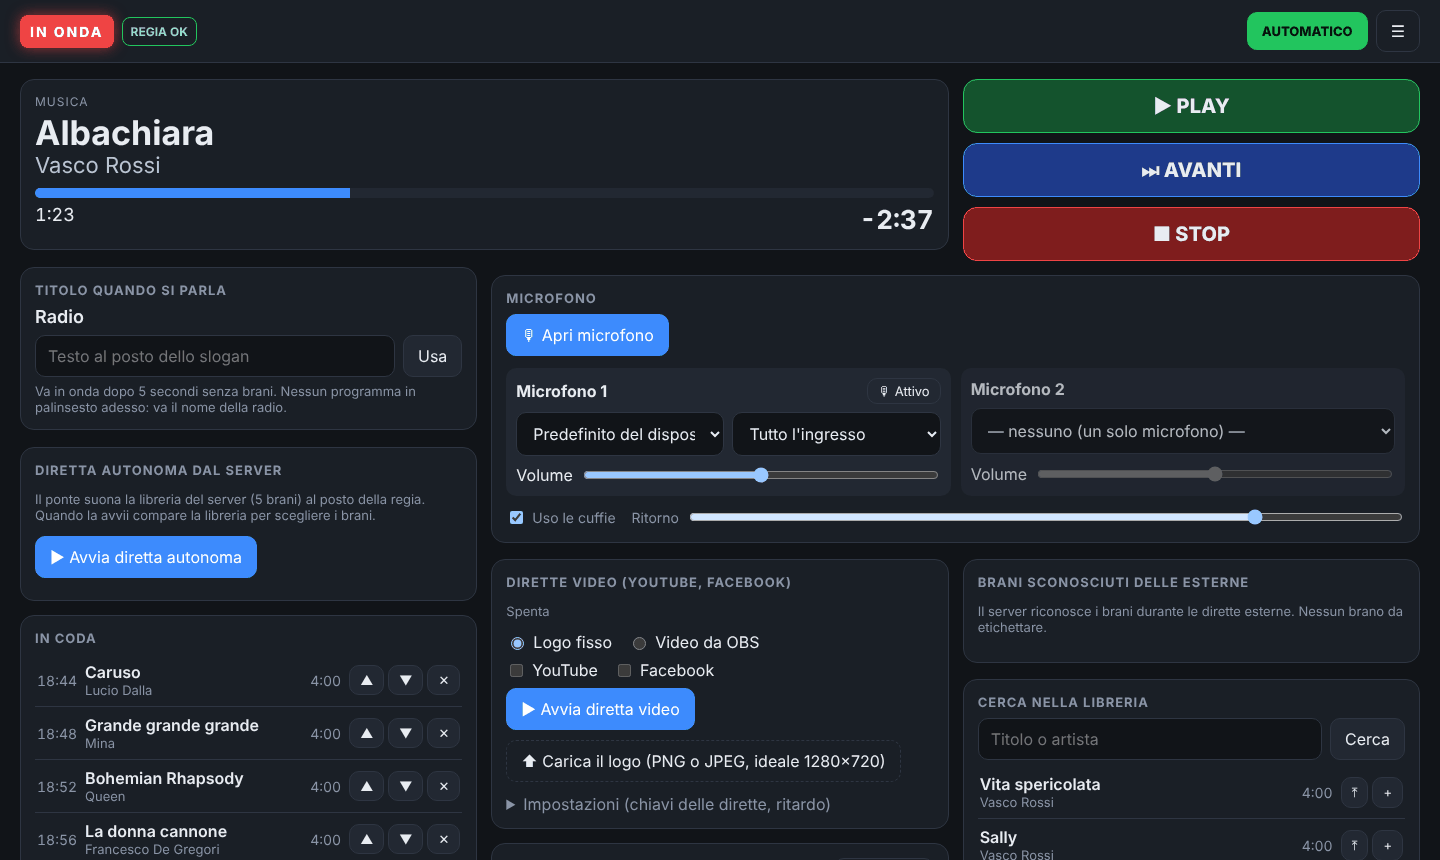 IN ONDA
REGIA OK
AUTOMATICO
☰
MUSICA
Albachiara
Vasco Rossi
1:23
-2:37
▶ PLAY
⏭ AVANTI
■ STOP
TITOLO QUANDO SI PARLA
Radio
Testo al posto dello slogan
Usa
Va in onda dopo 5 secondi senza brani. Nessun programma in
palinsesto adesso: va il nome della radio.
DIRETTA AUTONOMA DAL SERVER
Il ponte suona la libreria del server (5 brani) al posto della regia.
Quando la avvii compare la libreria per scegliere i brani.
▶ Avvia diretta autonoma
IN CODA
18:44
Caruso
Lucio Dalla
4:00
▲
▼
✕
18:48
Grande grande grande
Mina
4:00
▲
▼
✕
18:52
Bohemian Rhapsody
Queen
4:00
▲
▼
✕
18:56
La donna cannone
Francesco De Gregori
4:00
▲
▼
✕
MICROFONO
🎙 Apri microfono
Microfono 1
🎙 Attivo
Predefinito del dispos
Tutto l'ingresso
Volume
Microfono 2
— nessuno (un solo microfono) —
Volume
Uso le cuffie
Ritorno
DIRETTE VIDEO (YOUTUBE, FACEBOOK)
Spenta
Logo fisso
Video da OBS
YouTube
Facebook
▶ Avvia diretta video
⬆ Carica il logo (PNG o JPEG, ideale 1280×720)
▶ Impostazioni (chiavi delle dirette, ritardo)
BRANI SCONOSCIUTI DELLE ESTERNE
Il server riconosce i brani durante le dirette esterne. Nessun brano da
etichettare.
CERCA NELLA LIBRERIA
Titolo o artista
Cerca
Vita spericolata
Vasco Rossi
4:00
⤒
+
Sally
Vasco Rossi
4:00
⤒
+